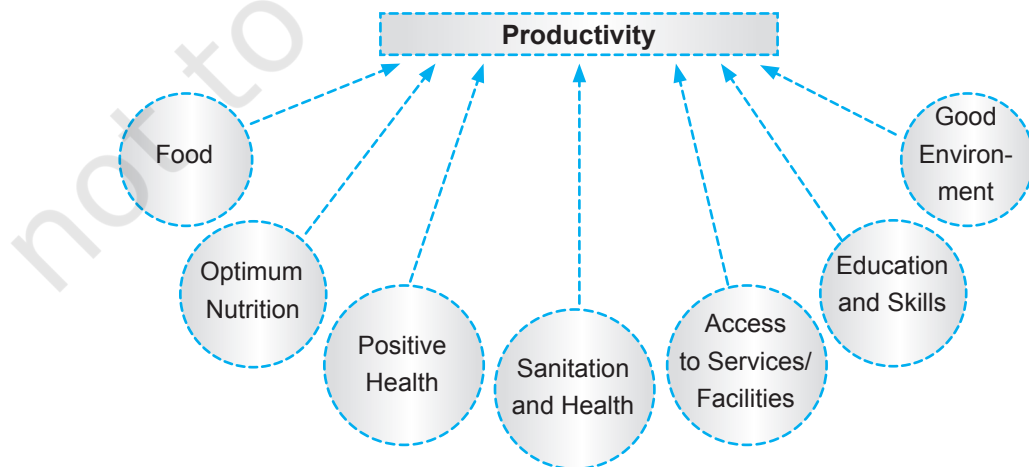 Productivity
not to
Food
Optimum
Nutrition
Positive
Health
Sanitation
and Health
Access
to Services/
Facilities
Education
and Skills
Good
Environ-
ment